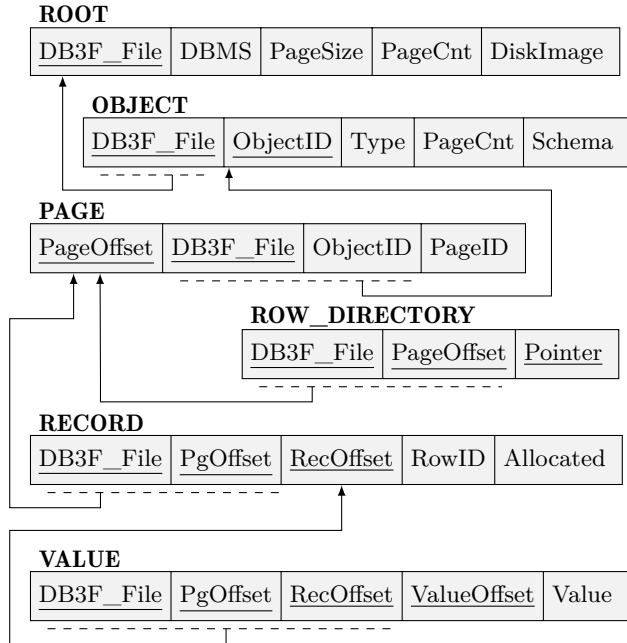 ROOT
DB3F_File DBMS PageSize PageCnt DiskImage
OBJECT
DB3F_File ObjectID Type PageCnt Schema
PAGE
PageOffset DB3F_File ObjectID PageID
ROW_DIRECTORY
DB3F_File PageOffset Pointer
RECORD
DB3F_File PgOffset RecOffset RowID Allocated
VALUE
DB3F_File PgOffset RecOffset ValueOffset Value